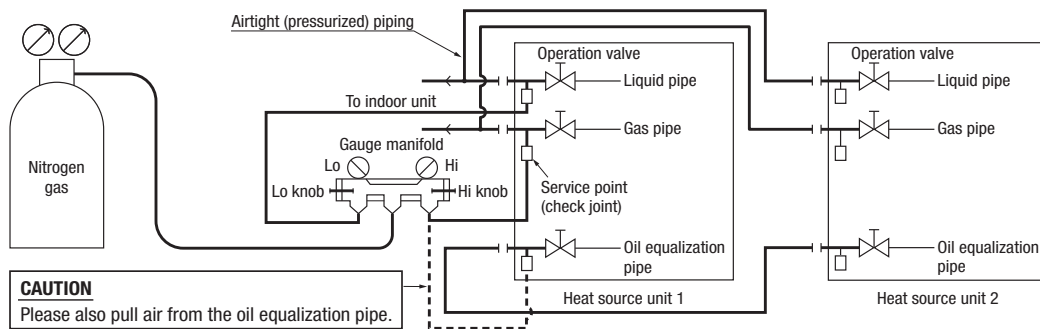 Airtight (pressurized) piping
Operation valve
Liquid pipe
To indoor unit
Gas pipe
Gauge manifold
Lo
Hi
Nitrogen
gas
Lo knob
Hi knob
Service point
(check joint)
Oil equalization
pipe
Heat source unit 1
Operation valve
Liquid pipe
Gas pipe
Oil equalization
pipe
Heat source unit 2
CAUTION
Please also pull air from the oil equalization pipe.